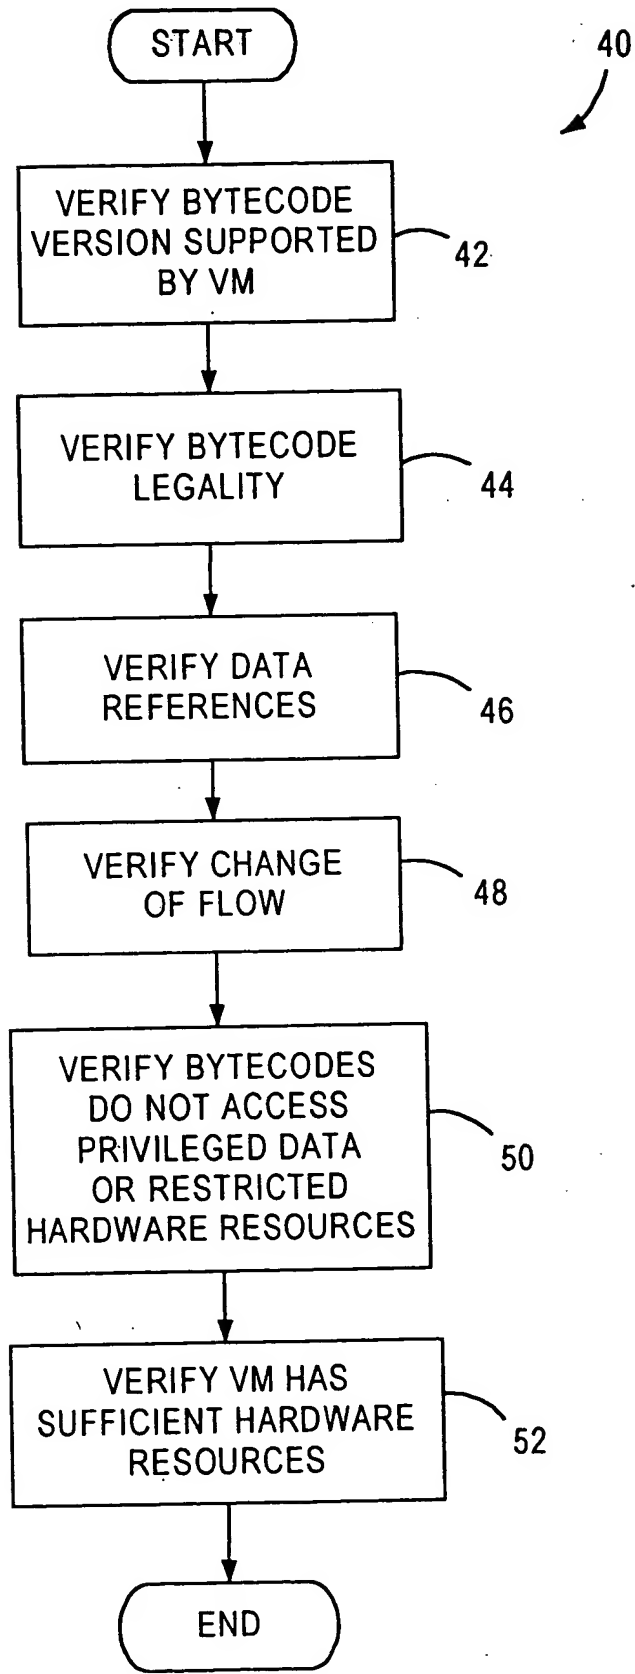 START
40
VERIFY BYTECODE
VERSION SUPPORTED
BY VM
42
VERIFY BYTECODE
LEGALITY
44
VERIFY DATA
REFERENCES
46
VERIFY CHANGE
OF FLOW
48
VERIFY BYTECODES
DO NOT ACCESS
PRIVILEGED DATA
OR RESTRICTED
HARDWARE RESOURCES
50
VERIFY VM HAS
SUFFICIENT HARDWARE
RESOURCES
52
END